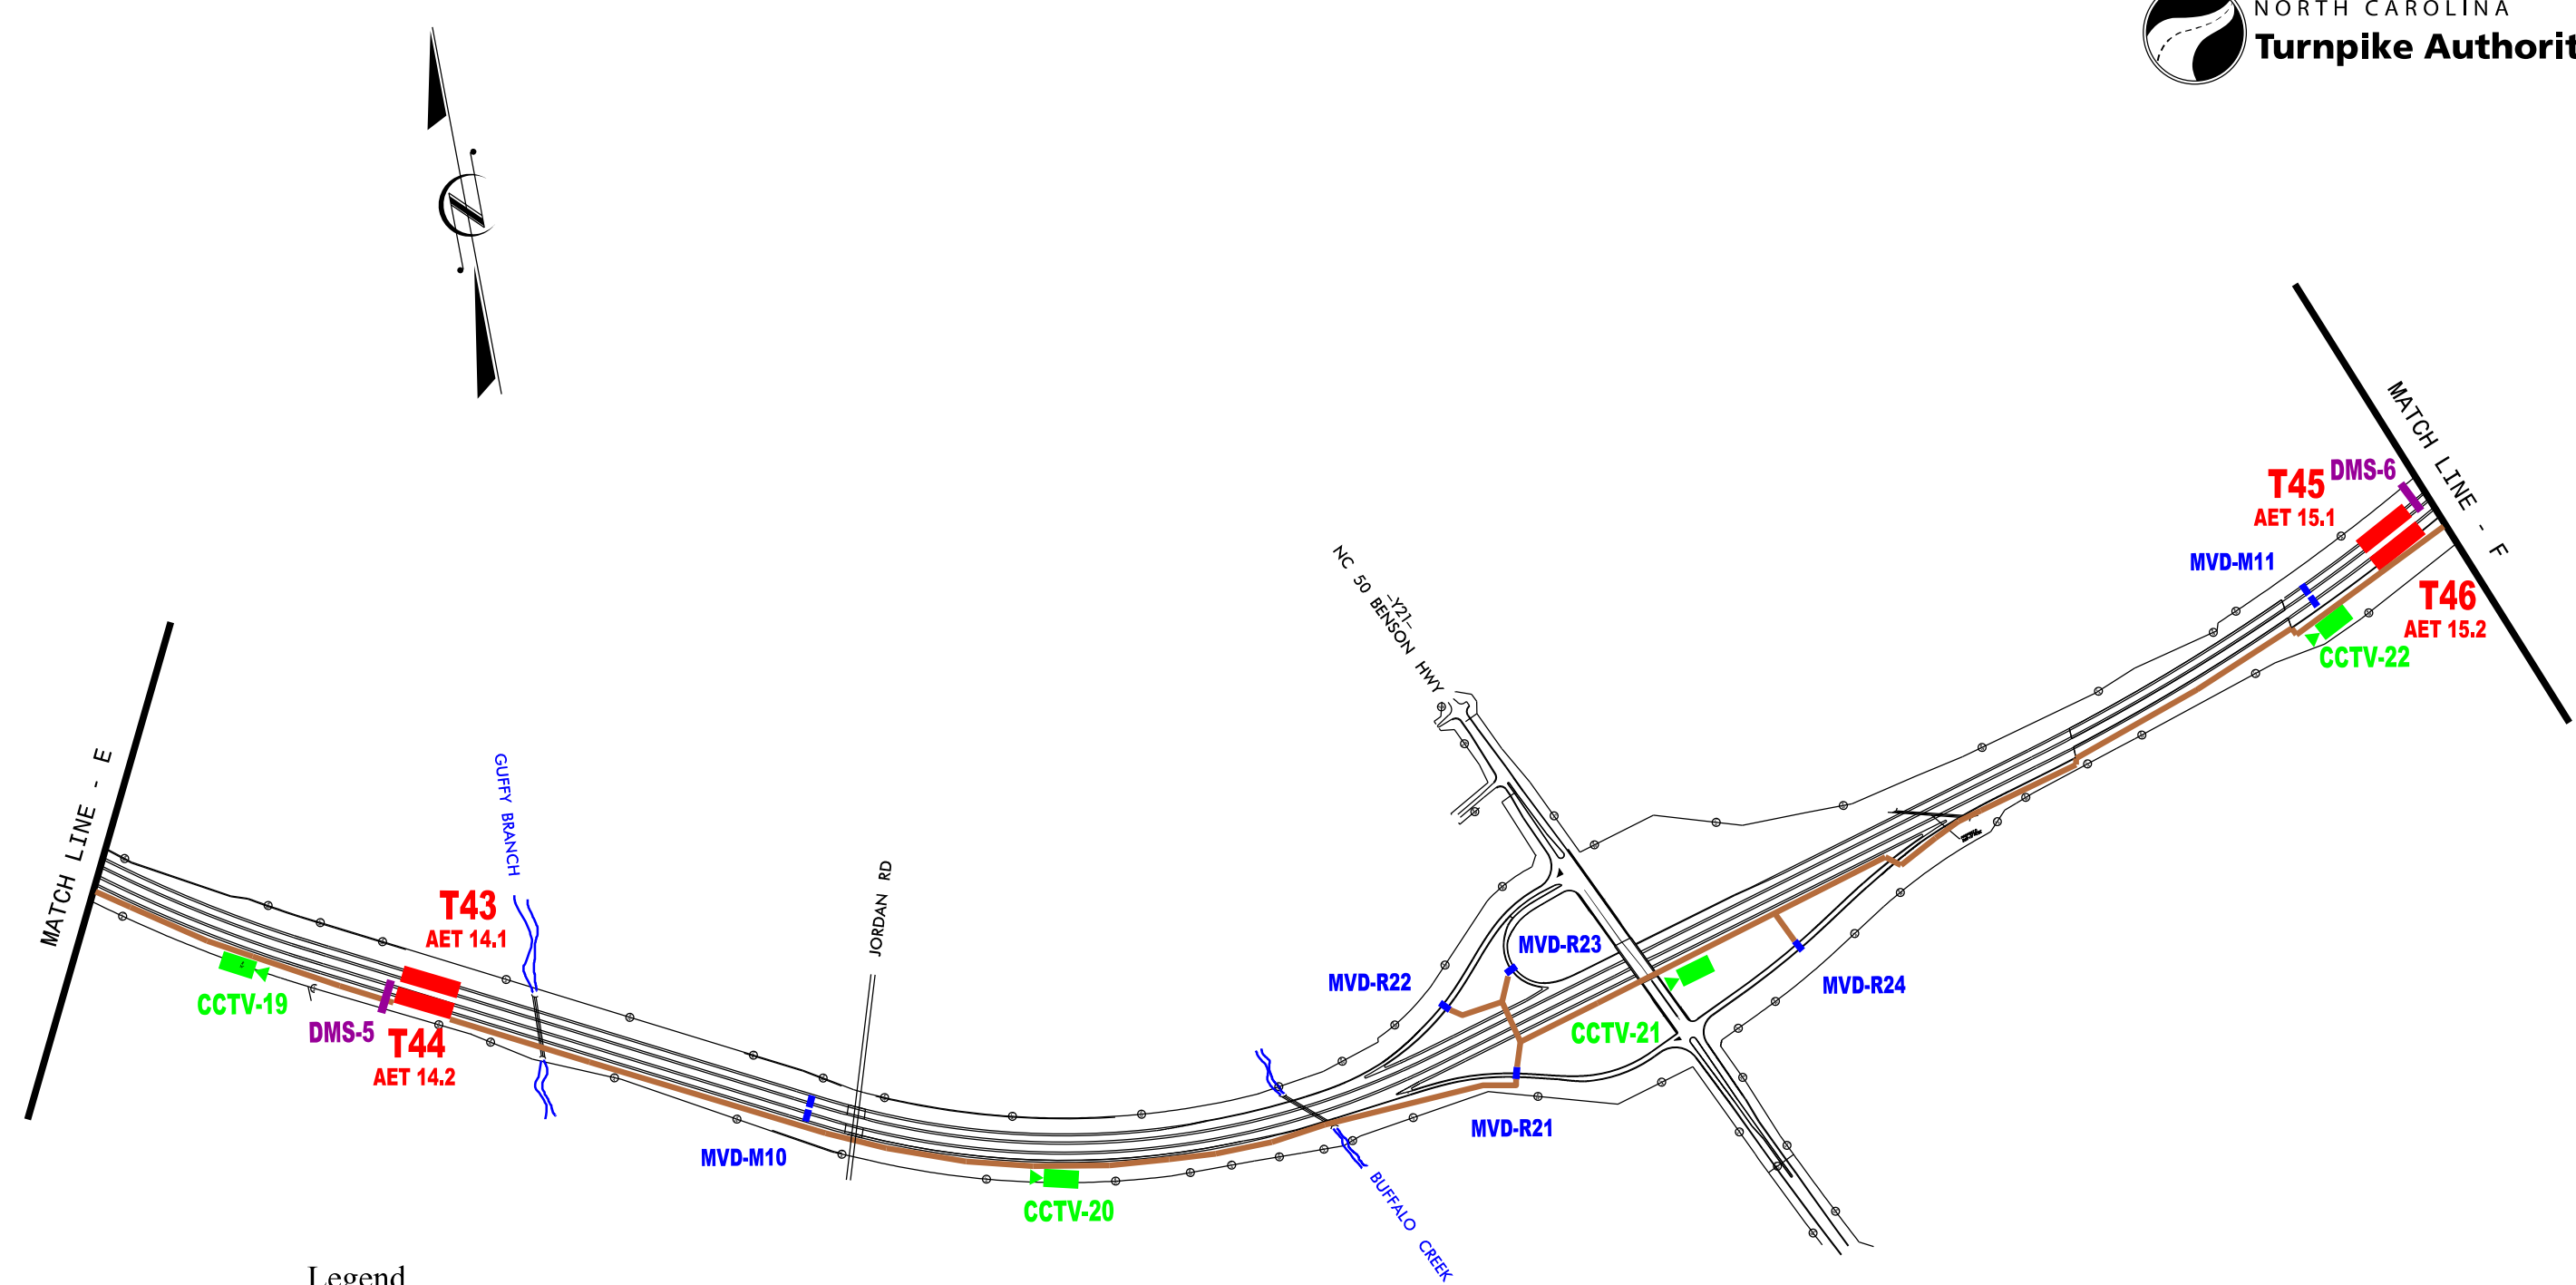 NORTH CAROLINA
Turnpike Authorit
N
MATCH LINE - E
CCTV-19
DMS-5
T43
AET 14.1
T44
AET 14.2
GUFFY BRANCH
MVD-M10
JORDAN RD
CCTV-20
BUFFALO CREEK
NC 50 BENSON HWY
-Y21-
MVD-R22
MVD-R23
MVD-R21
CCTV-21
MVD-R24
MVD-M11
T45
AET 15.1
DMS-6
T46
AET 15.2
CCTV-22
MATCH LINE - F
Legend